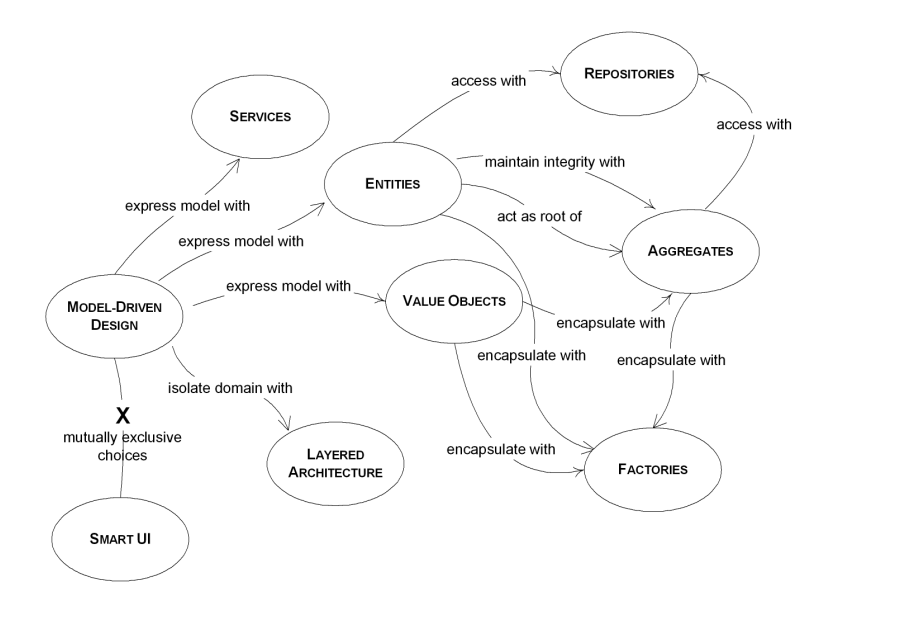 REPOSITORIES
access with
SERVICES
access with
maintain integrity with
ENTITIES
express model with
act as root of
express model with
AGGREGATES
express model with
VALUE OBJECTS
MODEL-DRIVEN
DESIGN
encapsulate with
encapsulate with
encapsulate with
isolate domain with
X
mutually exclusive
choices
encapsulate with
LAYERED
ARCHITECTURE
FACTORIES
SMART UI